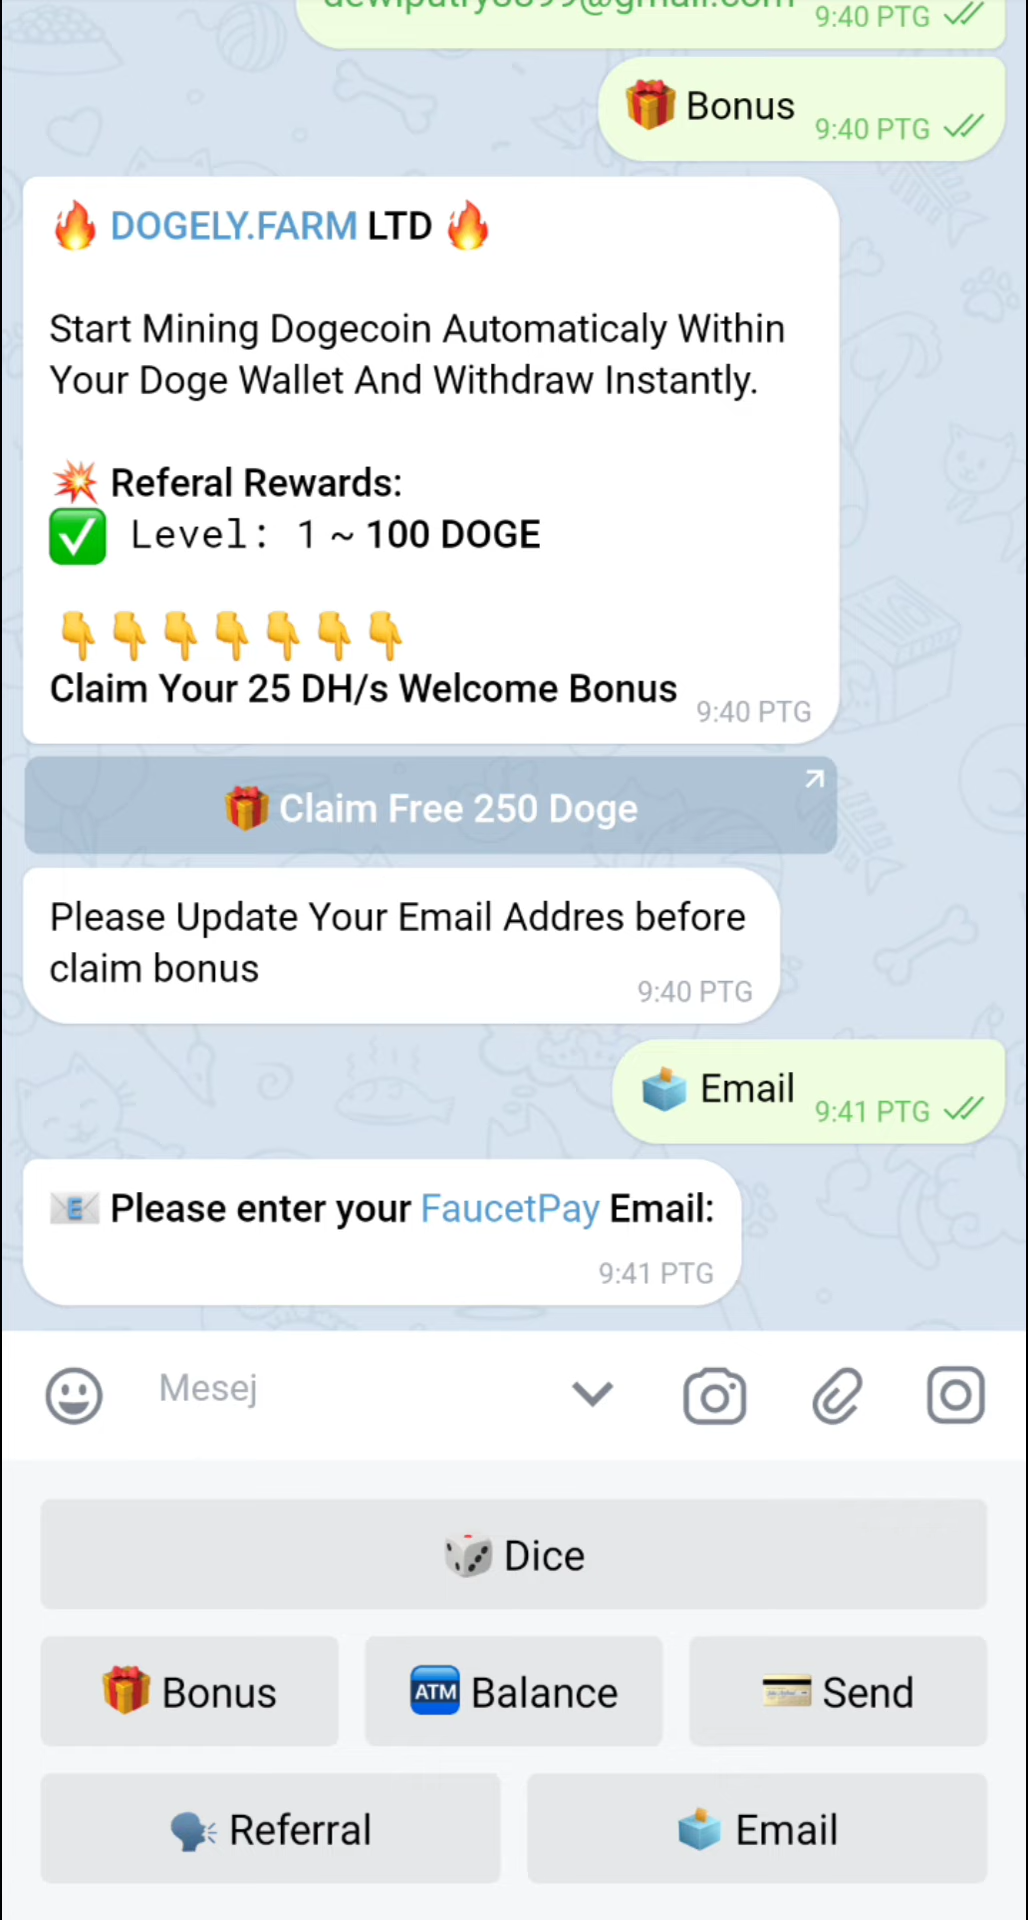 9:40 PTG
🎁 Bonus
9:40 PTG
🔥 DOGELY.FARM LTD 🔥
Start Mining Dogecoin Automaticaly Within
Your Doge Wallet And Withdraw Instantly.
💥 Referal Rewards:
✅ Level: 1 ~ 100 DOGE
👇👇👇👇👇👇👇
Claim Your 25 DH/s Welcome Bonus
9:40 PTG
🎁 Claim Free 250 Doge
Please Update Your Email Addres before
claim bonus
9:40 PTG
🗳 Email
9:41 PTG
📧 Please enter your FaucetPay Email:
9:41 PTG
Mesej
🎲 Dice
🎁 Bonus
🏧 Balance
💳 Send
🗣 Referral
🗳 Email